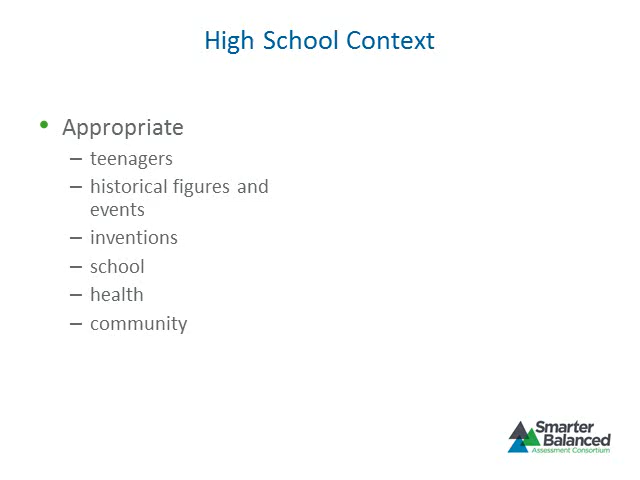 High School Context
• Appropriate
– teenagers
– historical figures and
events
– inventions
– school
– health
– community
Smarter
Balanced
Assessment Consortium